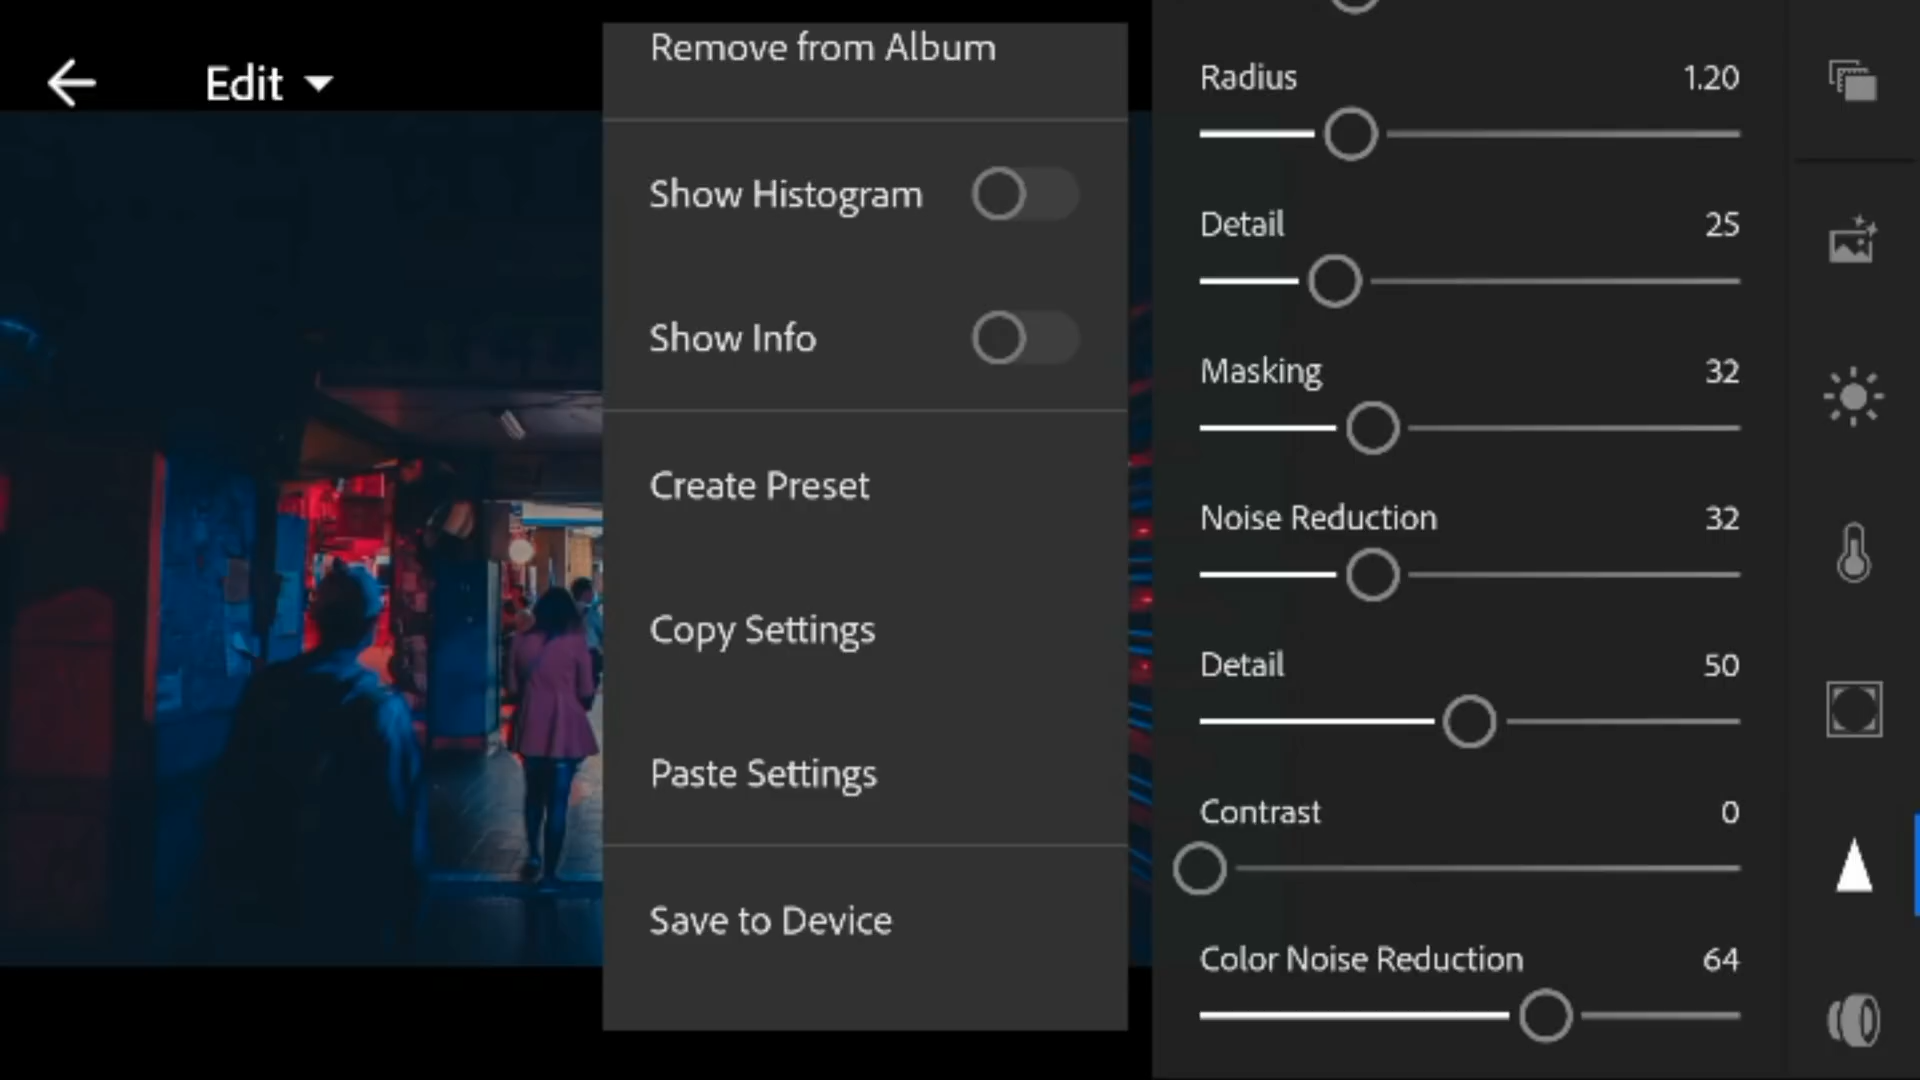 Edit
Remove from Album
Show Histogram
Show Info
Create Preset
Copy Settings
Paste Settings
Save to Device
Radius 1.20
Detail 25
Masking 32
Noise Reduction 32
Detail 50
Contrast 0
Color Noise Reduction 64